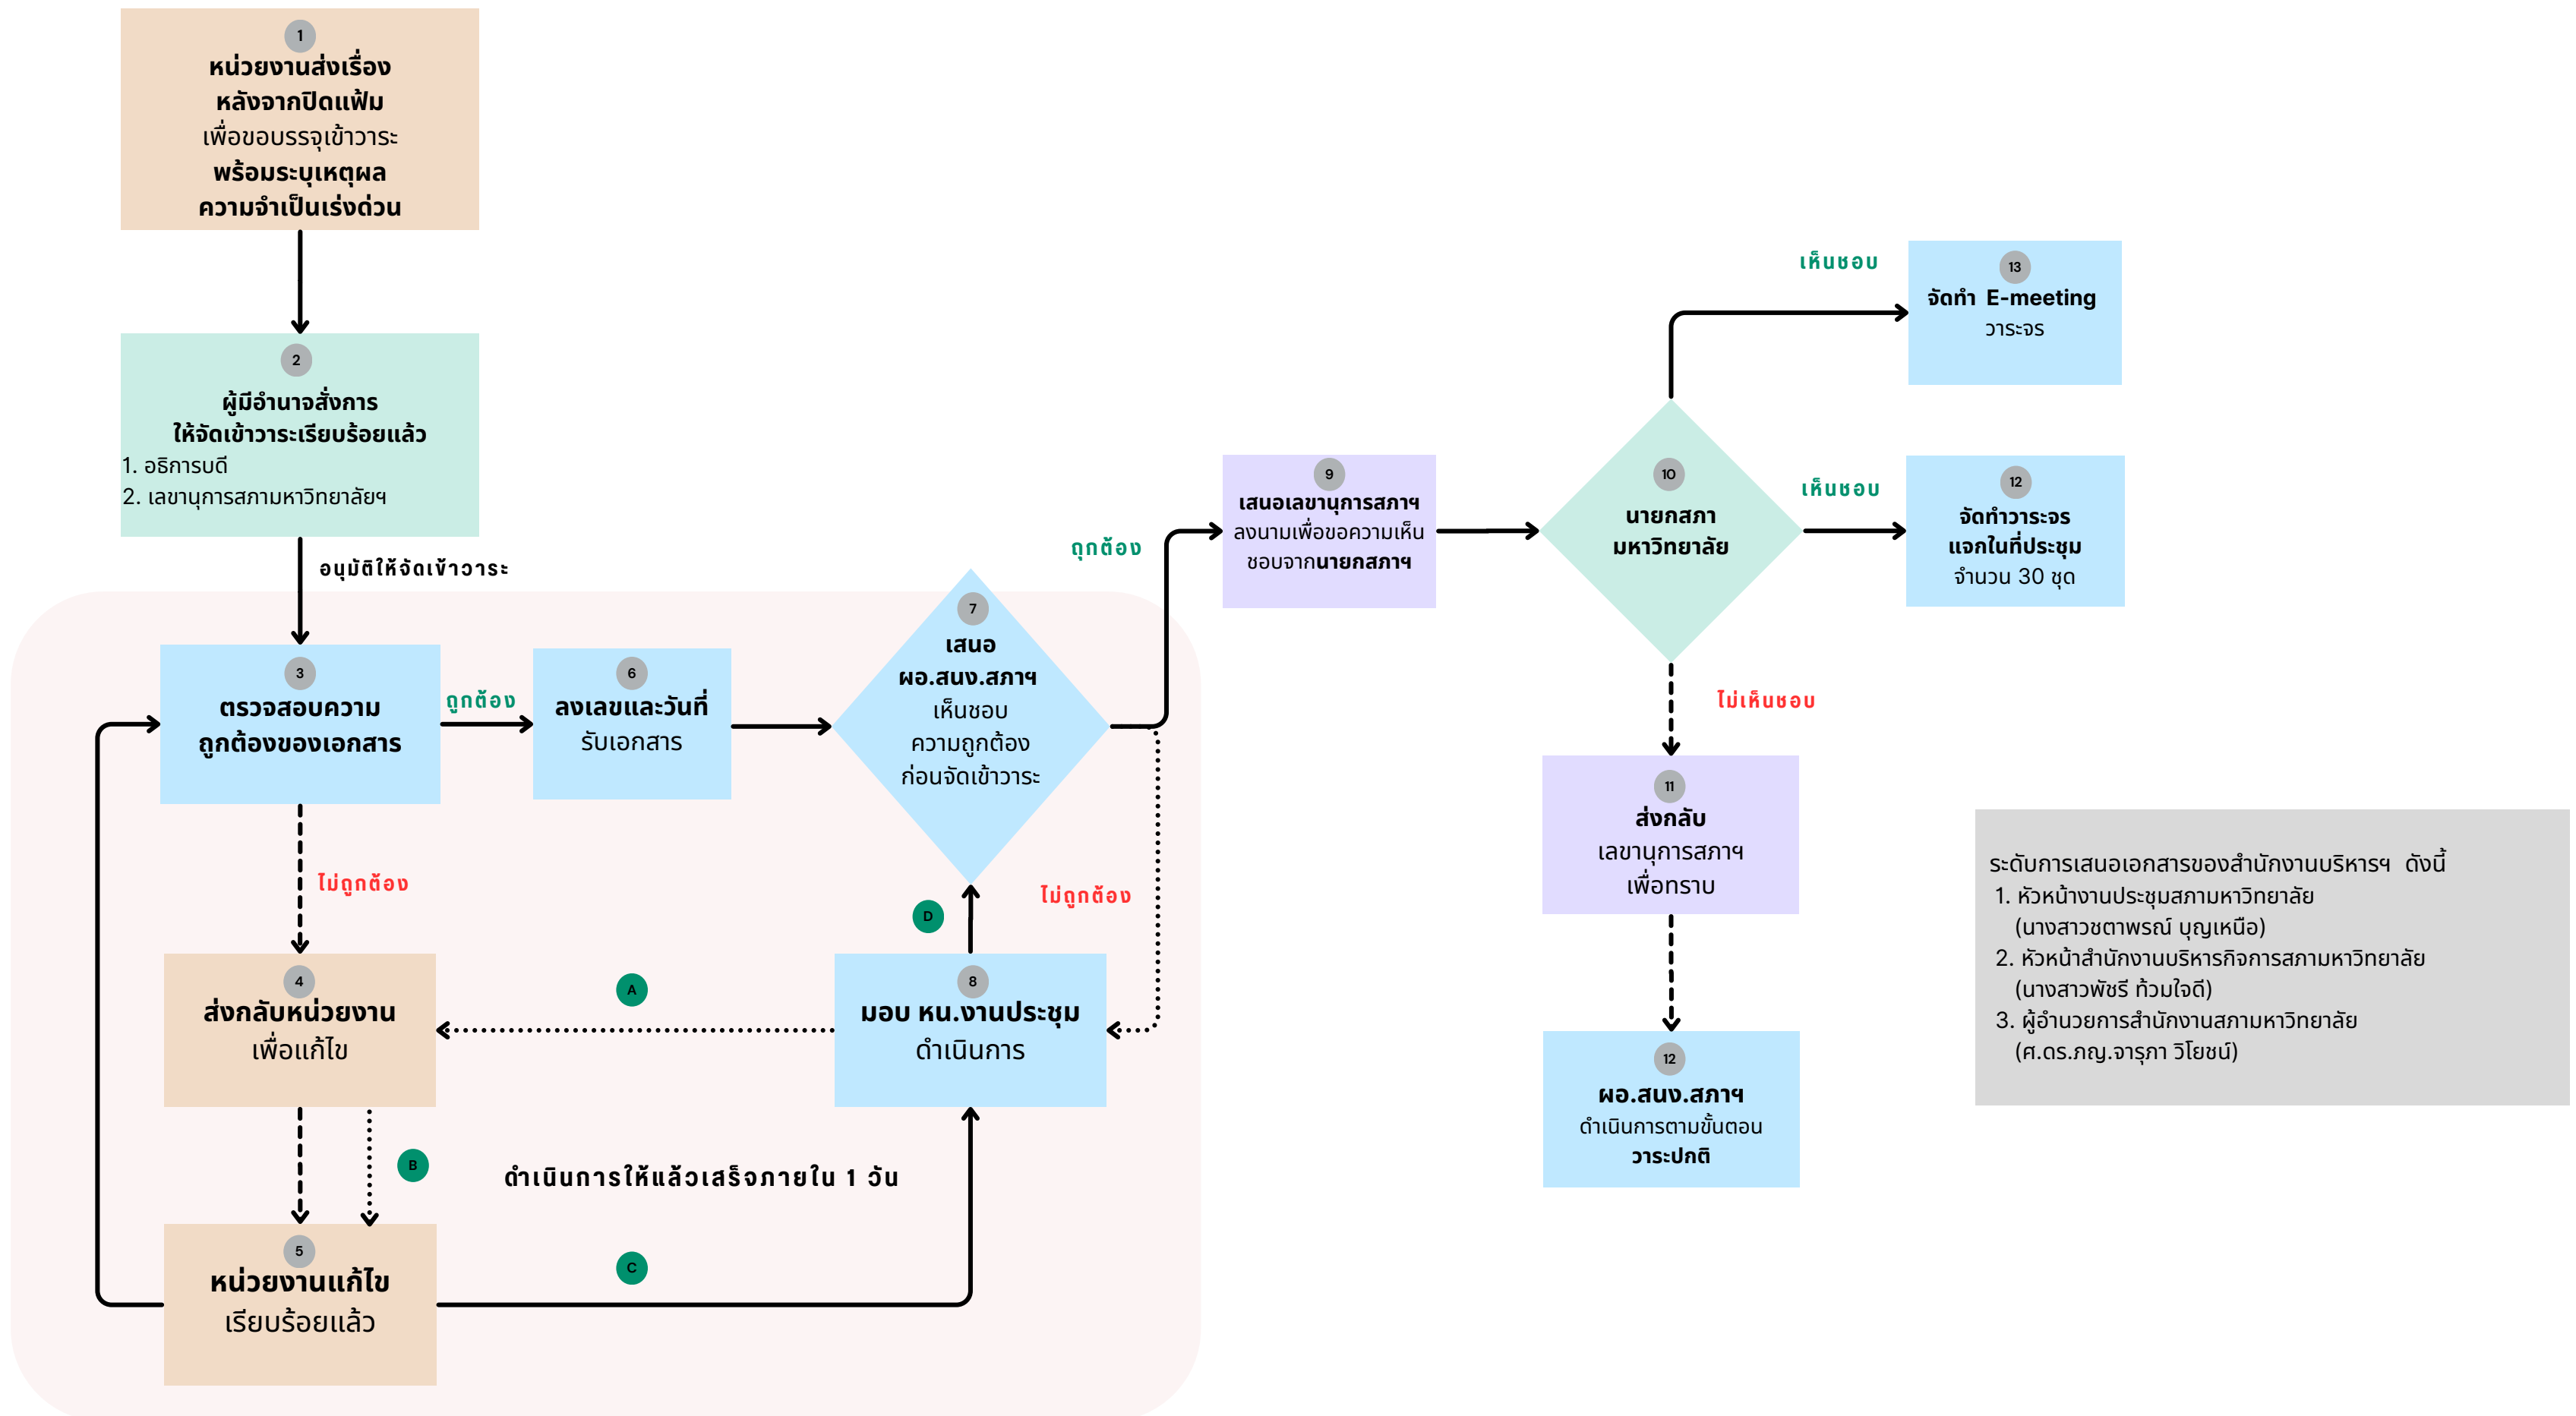 1
หน่วยงานส่งเรื่อง
หลังจากปิดแฟ้ม
เพื่อขอบรรจุเข้าวาระ
พร้อมระบุเหตุผล
ความจำเป็นเร่งด่วน
2
ผู้มีอำนาจสั่งการ
ให้จัดเข้าวาระเรียบร้อยแล้ว
1. อธิการบดี
2. เลขานุการสภามหาวิทยาลัยฯ
อนุมัติให้จัดเข้าวาระ
3
ตรวจสอบความ
ถูกต้องของเอกสาร
ถูกต้อง
ไม่ถูกต้อง
4
ส่งกลับหน่วยงาน
เพื่อแก้ไข
B
5
หน่วยงานแก้ไข
เรียบร้อยแล้ว
6
ลงเลขและวันที่
รับเอกสาร
A
ดำเนินการให้แล้วเสร็จภายใน 1 วัน
C
7
เสนอ
ผอ.สนง.สภาฯ
เห็นชอบ
ความถูกต้อง
ก่อนจัดเข้าวาระ
ถูกต้อง
ไม่ถูกต้อง
D
8
มอบ หน.งานประชุม
ดำเนินการ
9
เสนอเลขานุการสภาฯ
ลงนามเพื่อขอความเห็น
ชอบจากนายกสภาฯ
10
นายกสภา
มหาวิทยาลัย
เห็นชอบ
13
จัดทำ E-meeting
วาระจร
เห็นชอบ
12
จัดทำวาระจร
แจกในที่ประชุม
จำนวน 30 ชุด
ไม่เห็นชอบ
11
ส่งกลับ
เลขานุการสภาฯ
เพื่อทราบ
12
ผอ.สนง.สภาฯ
ดำเนินการตามขั้นตอน
วาระปกติ
ระดับการเสนอเอกสารของสำนักงานบริหารฯ ดังนี้
1. หัวหน้างานประชุมสภามหาวิทยาลัย
(นางสาวชตาพรณ์ บุญเหนือ)
2. หัวหน้าสำนักงานบริหารกิจการสภามหาวิทยาลัย
(นางสาวพัชรี ท้วมใจดี)
3. ผู้อำนวยการสำนักงานสภามหาวิทยาลัย
(ศ.ดร.ภญ.จารุภา วิโยชน์)